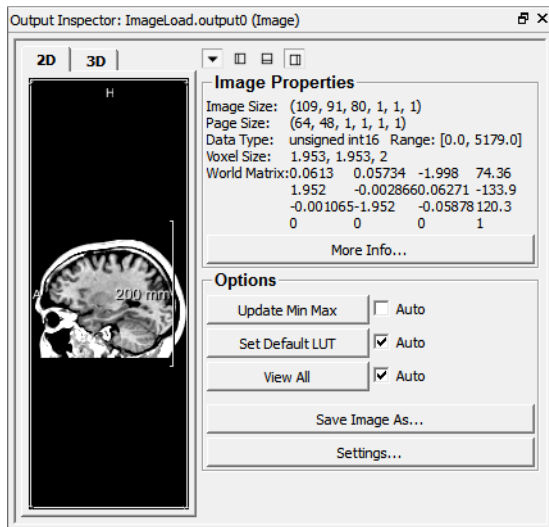 Output Inspector: ImageLoad.output0 (Image)
2D 3D
H
A
200 mm
Image Properties
Image Size: (109, 91, 80, 1, 1, 1)
Page Size: (64, 48, 1, 1, 1, 1)
Data Type: unsigned int16 Range: [0.0, 5179.0]
Voxel Size: 1.953, 1.953, 2
World Matrix:0.0613 0.05734 -1.998 74.36
1.952 -0.0028660.06271 -133.9
-0.001065-1.952 -0.05878120.3
0 0 0 1
More Info...
Options
Update Min Max Auto
Set Default LUT Auto
View All Auto
Save Image As...
Settings...